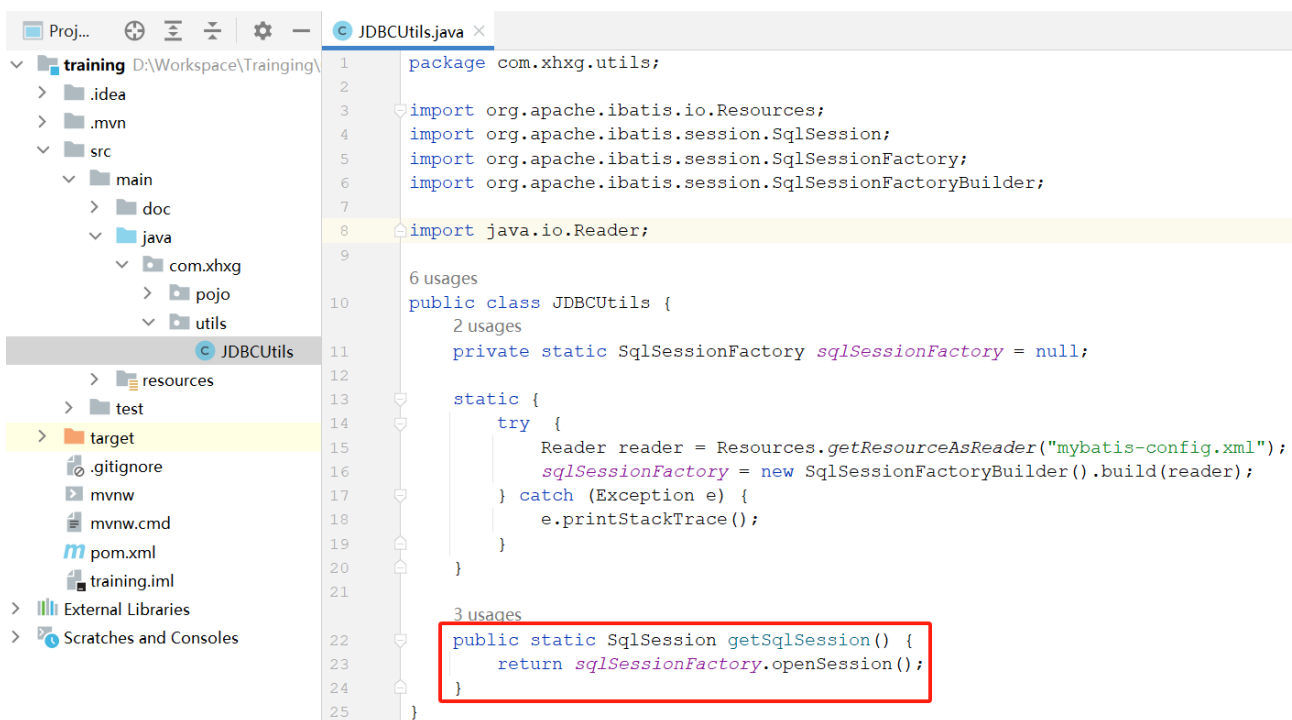 Proj...
training D:\Workspace\Trainging\
.idea
.mvn
src
main
doc
java
com.xhxg
pojo
utils
JDBCUtils
resources
test
target
.gitignore
mvnw
mvnw.cmd
pom.xml
training.iml
External Libraries
Scratches and Consoles
JDBCUtils.java
1 package com.xhxg.utils;
2
3 import org.apache.ibatis.io.Resources;
4 import org.apache.ibatis.session.SqlSession;
5 import org.apache.ibatis.session.SqlSessionFactory;
6 import org.apache.ibatis.session.SqlSessionFactoryBuilder;
7
8 import java.io.Reader;
9
6 usages
10 public class JDBCUtils {
2 usages
11 private static SqlSessionFactory sqlSessionFactory = null;
12
13 static {
14 try {
15 Reader reader = Resources.getResourceAsReader("mybatis-config.xml");
16 sqlSessionFactory = new SqlSessionFactoryBuilder().build(reader);
17 } catch (Exception e) {
18 e.printStackTrace();
19 }
20 }
21
3 usages
22 public static SqlSession getSqlSession() {
23 return sqlSessionFactory.openSession();
24 }
25 }